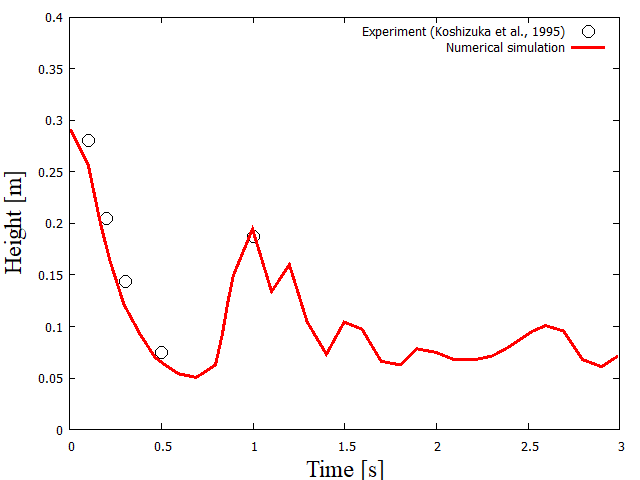 0.4
Experiment (Koshizuka et al., 1995)
Numerical simulation
0.35
0.3
0.25
0.2
0.15
0.1
0.05
0
Height [m]
0 0.5 1 1.5 2 2.5 3
Time [s]